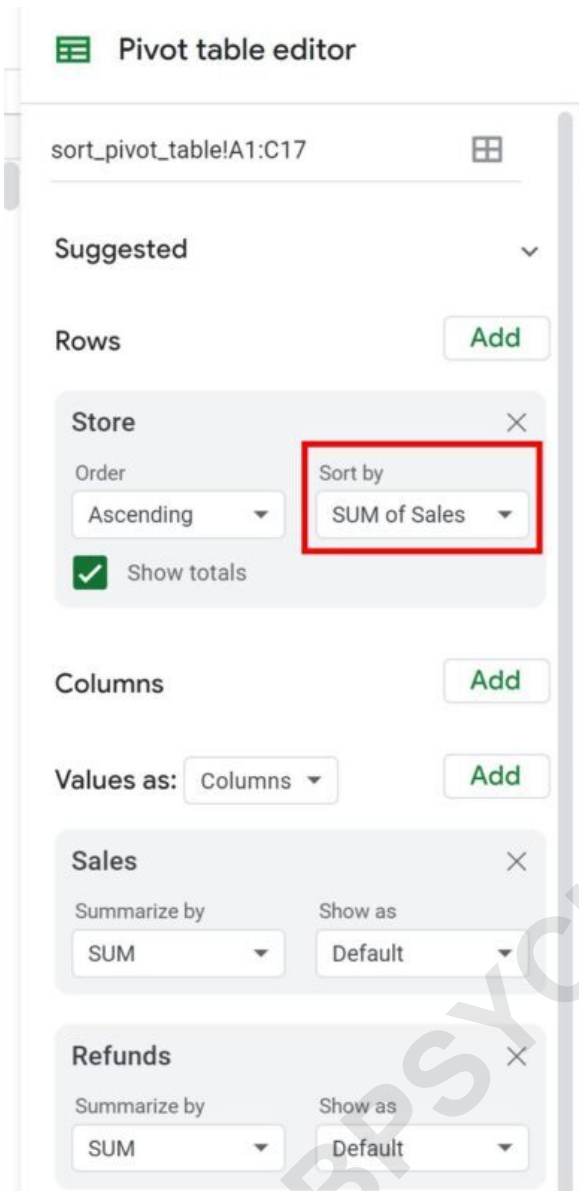 Pivot table editor
sort_pivot_table!A1:C17
Suggested
Rows Add
Store
Order Sort by
Ascending SUM of Sales
Show totals
Columns Add
Values as: Columns Add
Sales
Summarize by Show as
SUM Default
Refunds
Summarize by Show as
SUM Default